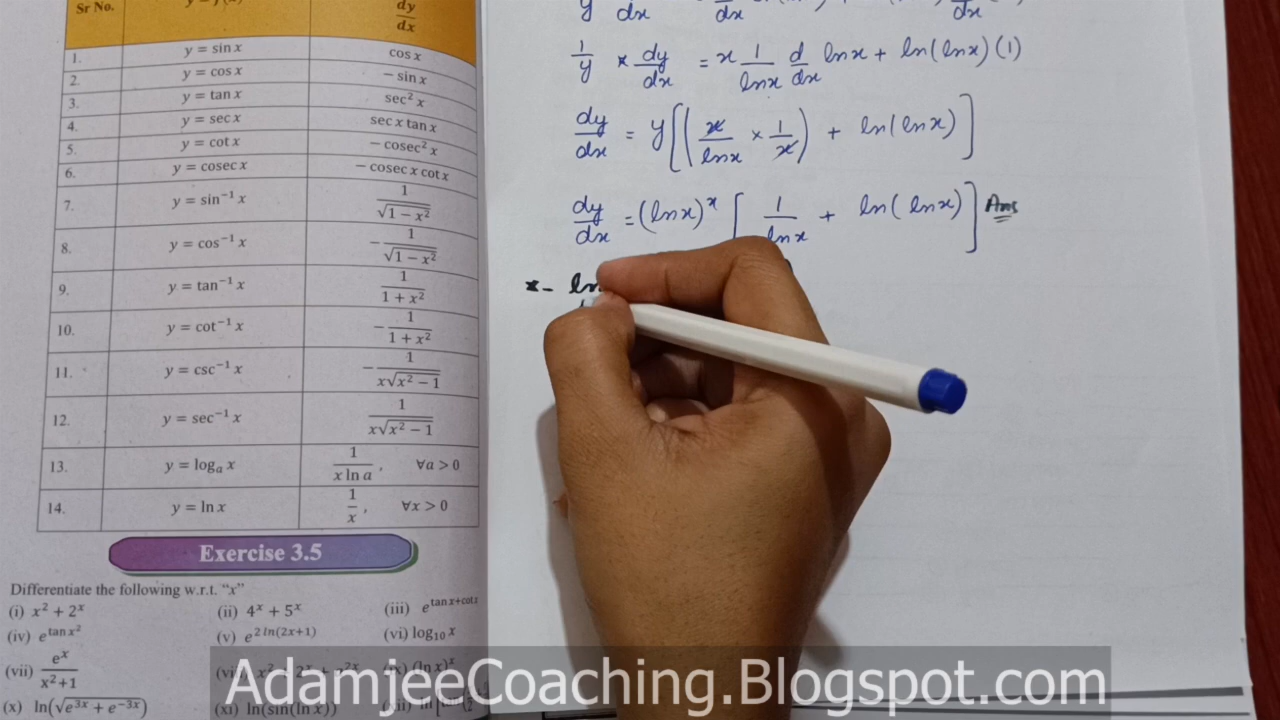 Sr No.
dy
dx
1. y = sin x cos x
2. y = cos x − sin x
3. y = tan x sec² x
4. y = sec x sec x tan x
5. y = cot x − cosec² x
6. y = cosec x − cosec x cot x
7. y = sin⁻¹ x 1/√(1 − x²)
8. y = cos⁻¹ x − 1/√(1 − x²)
9. y = tan⁻¹ x 1/(1 + x²)
10. y = cot⁻¹ x − 1/(1 + x²)
11. y = csc⁻¹ x − 1/(x√(x² − 1))
12. y = sec⁻¹ x 1/(x√(x² − 1))
13. y = logₐ x 1/(x ln a), ∀a > 0
14. y = ln x 1/x, ∀x > 0
Exercise 3.5
Differentiate the following w.r.t. “x”
(i) x² + 2ˣ (ii) 4ˣ + 5ˣ (iii) e^(tan x+cot x)
(iv) e^(tan x²) (v) e^(2 ln(2x+1)) (vi) log₁₀ x
(vii) eˣ/(x²+1) (ln x)ˣ
(x) ln(√(e³ˣ + e⁻³ˣ)) (xi) ln(sin(ln x))
1/y × dy/dx = x 1/lnx d/dx lnx + ln(lnx)(1)
dy/dx = y[(x/lnx × 1/x) + ln(lnx)]
dy/dx = (lnx)ˣ [1/lnx + ln(lnx)] Ans
x- ln
AdamjeeCoaching.Blogspot.com